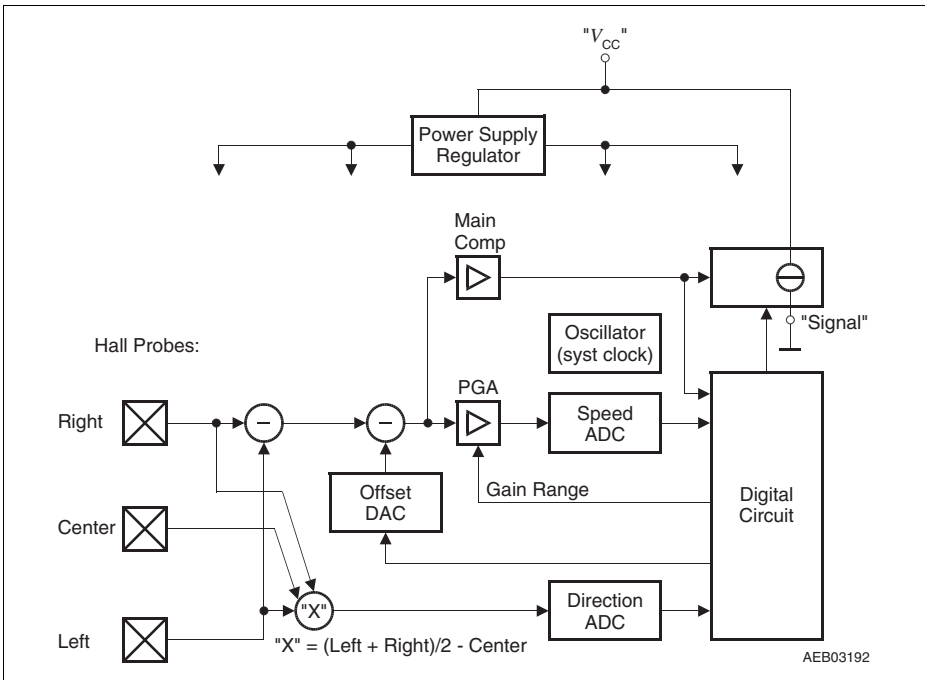 "VCC"
Power Supply
Regulator
Main
Comp
"Signal"
Oscillator
(syst clock)
Hall Probes:
PGA
Right
−
−
Speed
ADC
Gain Range
Offset
DAC
Digital
Circuit
Center
"X"
Direction
ADC
Left
"X" = (Left + Right)/2 - Center
AEB03192